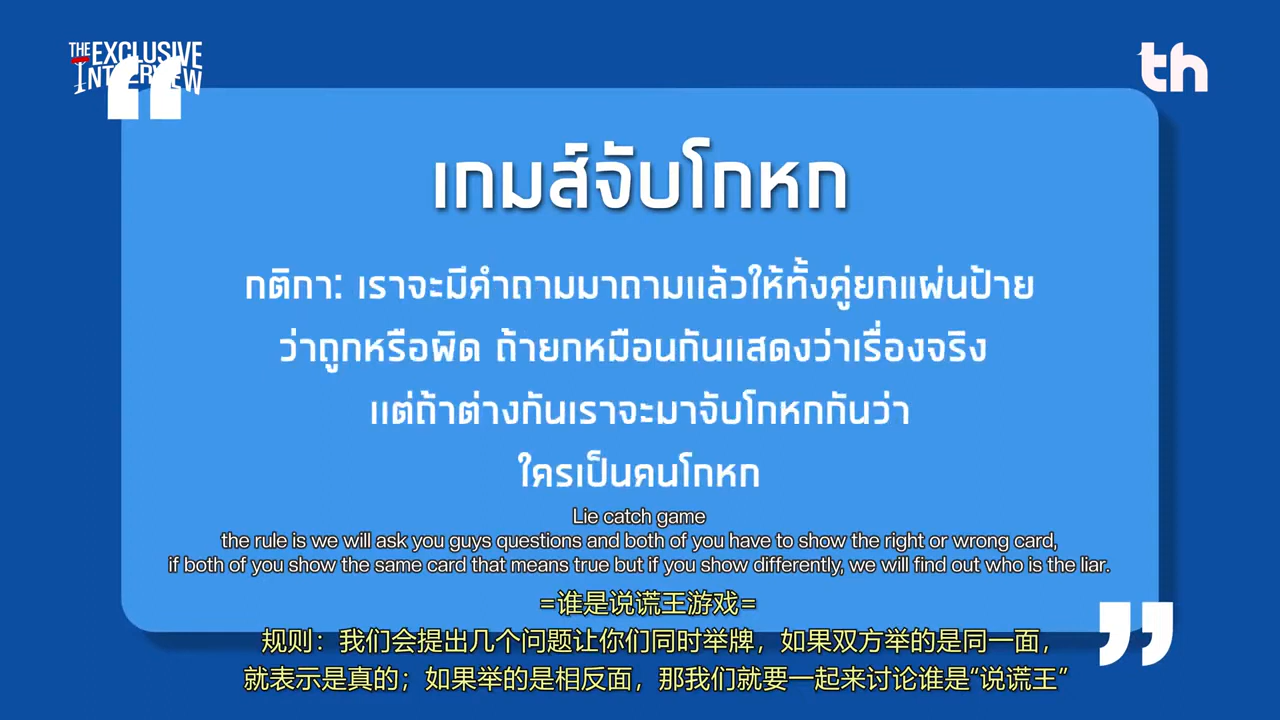 THE EXCLUSIVE
INTERVIEW
th
เกมส์จับโกหก
กติกา: เราจะมีคำถามมาถามแล้วให้ทั้งคู่ยกแผ่นป้าย
ว่าถูกหรือผิด ถ้ายกหมือนกันแสดงว่าเรื่องจริง
แต่ถ้าต่างกันเราจะมาจับโกหกกันว่า
ใครเป็นคนโกหก
Lie catch game
the rule is we will ask you guys questions and both of you have to show the right or wrong card,
if both of you show the same card that means true but if you show differently, we will find out who is the liar.
=谁是说谎王游戏=
规则：我们会提出几个问题让你们同时举牌，如果双方举的是同一面，
就表示是真的；如果举的是相反面，那我们就要一起来讨论谁是“说谎王”